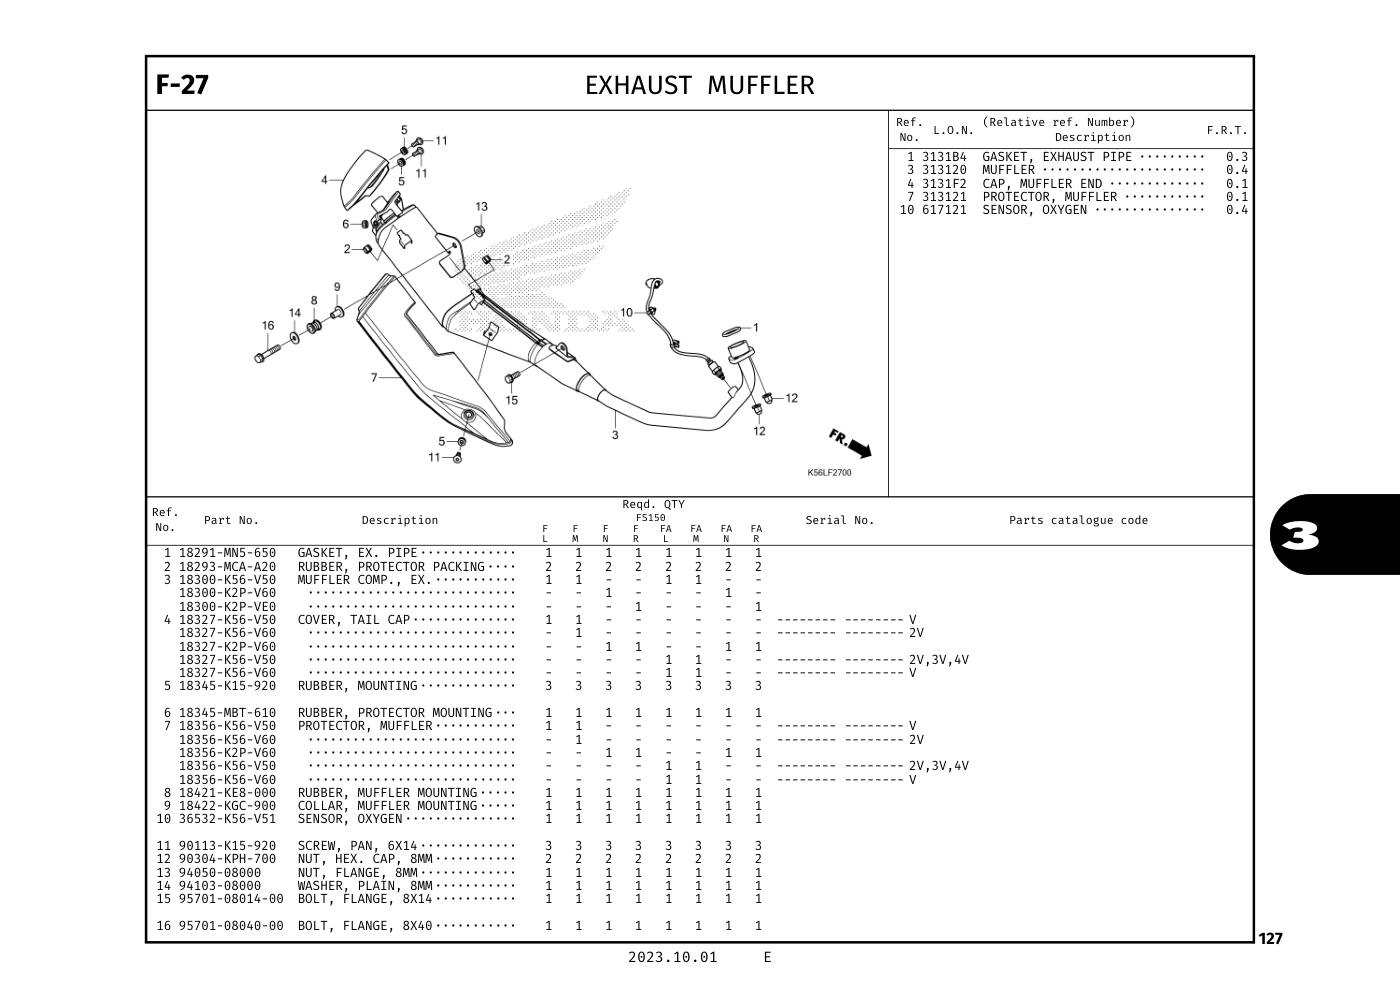 F-27
EXHAUST MUFFLER
5
11
5
11
4
6
13
2
2
9
8
14
16
10
1
7
15
12
12
3
5
11
FR.
K56LF2700
HONDA
Ref. No. L.O.N. (Relative ref. Number) Description F.R.T.
1 3131B4 GASKET, EXHAUST PIPE ········· 0.3
3 313120 MUFFLER ······················ 0.4
4 3131F2 CAP, MUFFLER END ············· 0.1
7 313121 PROTECTOR, MUFFLER ············ 0.1
10 617121 SENSOR, OXYGEN ··············· 0.4
Reqd. QTY
FS150
Ref. No. Part No. Description F L F M F N F R FA L FA M FA N FA R Serial No. Parts catalogue code
1 18291-MN5-650 GASKET, EX. PIPE············· 1 1 1 1 1 1 1 1
2 18293-MCA-A20 RUBBER, PROTECTOR PACKING···· 2 2 2 2 2 2 2 2
3 18300-K56-V50 MUFFLER COMP., EX.··········· 1 1 - - 1 1 - -
18300-K2P-V60 ···························· - - 1 - - - 1 -
18300-K2P-VE0 ···························· - - - 1 - - - 1
4 18327-K56-V50 COVER, TAIL CAP·············· 1 1 - - - - - - -------- -------- V
18327-K56-V60 ···························· - 1 - - - - - - -------- -------- 2V
18327-K2P-V60 ···························· - - 1 1 - - 1 1
18327-K56-V50 ···························· - - - - 1 1 - - -------- -------- 2V,3V,4V
18327-K56-V60 ···························· - - - - 1 1 - - -------- -------- V
5 18345-K15-920 RUBBER, MOUNTING············· 3 3 3 3 3 3 3 3
6 18345-MBT-610 RUBBER, PROTECTOR MOUNTING··· 1 1 1 1 1 1 1 1
7 18356-K56-V50 PROTECTOR, MUFFLER··········· 1 1 - - - - - - -------- -------- V
18356-K56-V60 ···························· - 1 - - - - - - -------- -------- 2V
18356-K2P-V60 ···························· - - 1 1 - - 1 1
18356-K56-V50 ···························· - - - - 1 1 - - -------- -------- 2V,3V,4V
18356-K56-V60 ···························· - - - - 1 1 - - -------- -------- V
8 18421-KE8-000 RUBBER, MUFFLER MOUNTING····· 1 1 1 1 1 1 1 1
9 18422-KGC-900 COLLAR, MUFFLER MOUNTING····· 1 1 1 1 1 1 1 1
10 36532-K56-V51 SENSOR, OXYGEN··············· 1 1 1 1 1 1 1 1
11 90113-K15-920 SCREW, PAN, 6X14············· 3 3 3 3 3 3 3 3
12 90304-KPH-700 NUT, HEX. CAP, 8MM··········· 2 2 2 2 2 2 2 2
13 94050-08000 NUT, FLANGE, 8MM············· 1 1 1 1 1 1 1 1
14 94103-08000 WASHER, PLAIN, 8MM··········· 1 1 1 1 1 1 1 1
15 95701-08014-00 BOLT, FLANGE, 8X14··········· 1 1 1 1 1 1 1 1
16 95701-08040-00 BOLT, FLANGE, 8X40··········· 1 1 1 1 1 1 1 1
3
127
2023.10.01 E